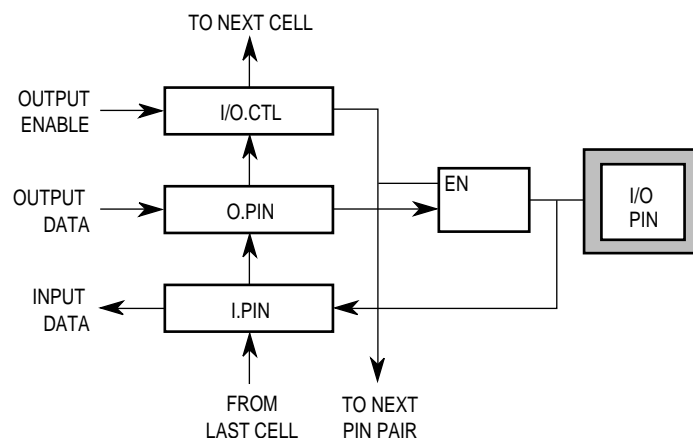 TO NEXT CELL
OUTPUT
ENABLE
I/O.CTL
EN
I/O
PIN
OUTPUT
DATA
O.PIN
INPUT
DATA
I.PIN
FROM
LAST CELL
TO NEXT
PIN PAIR